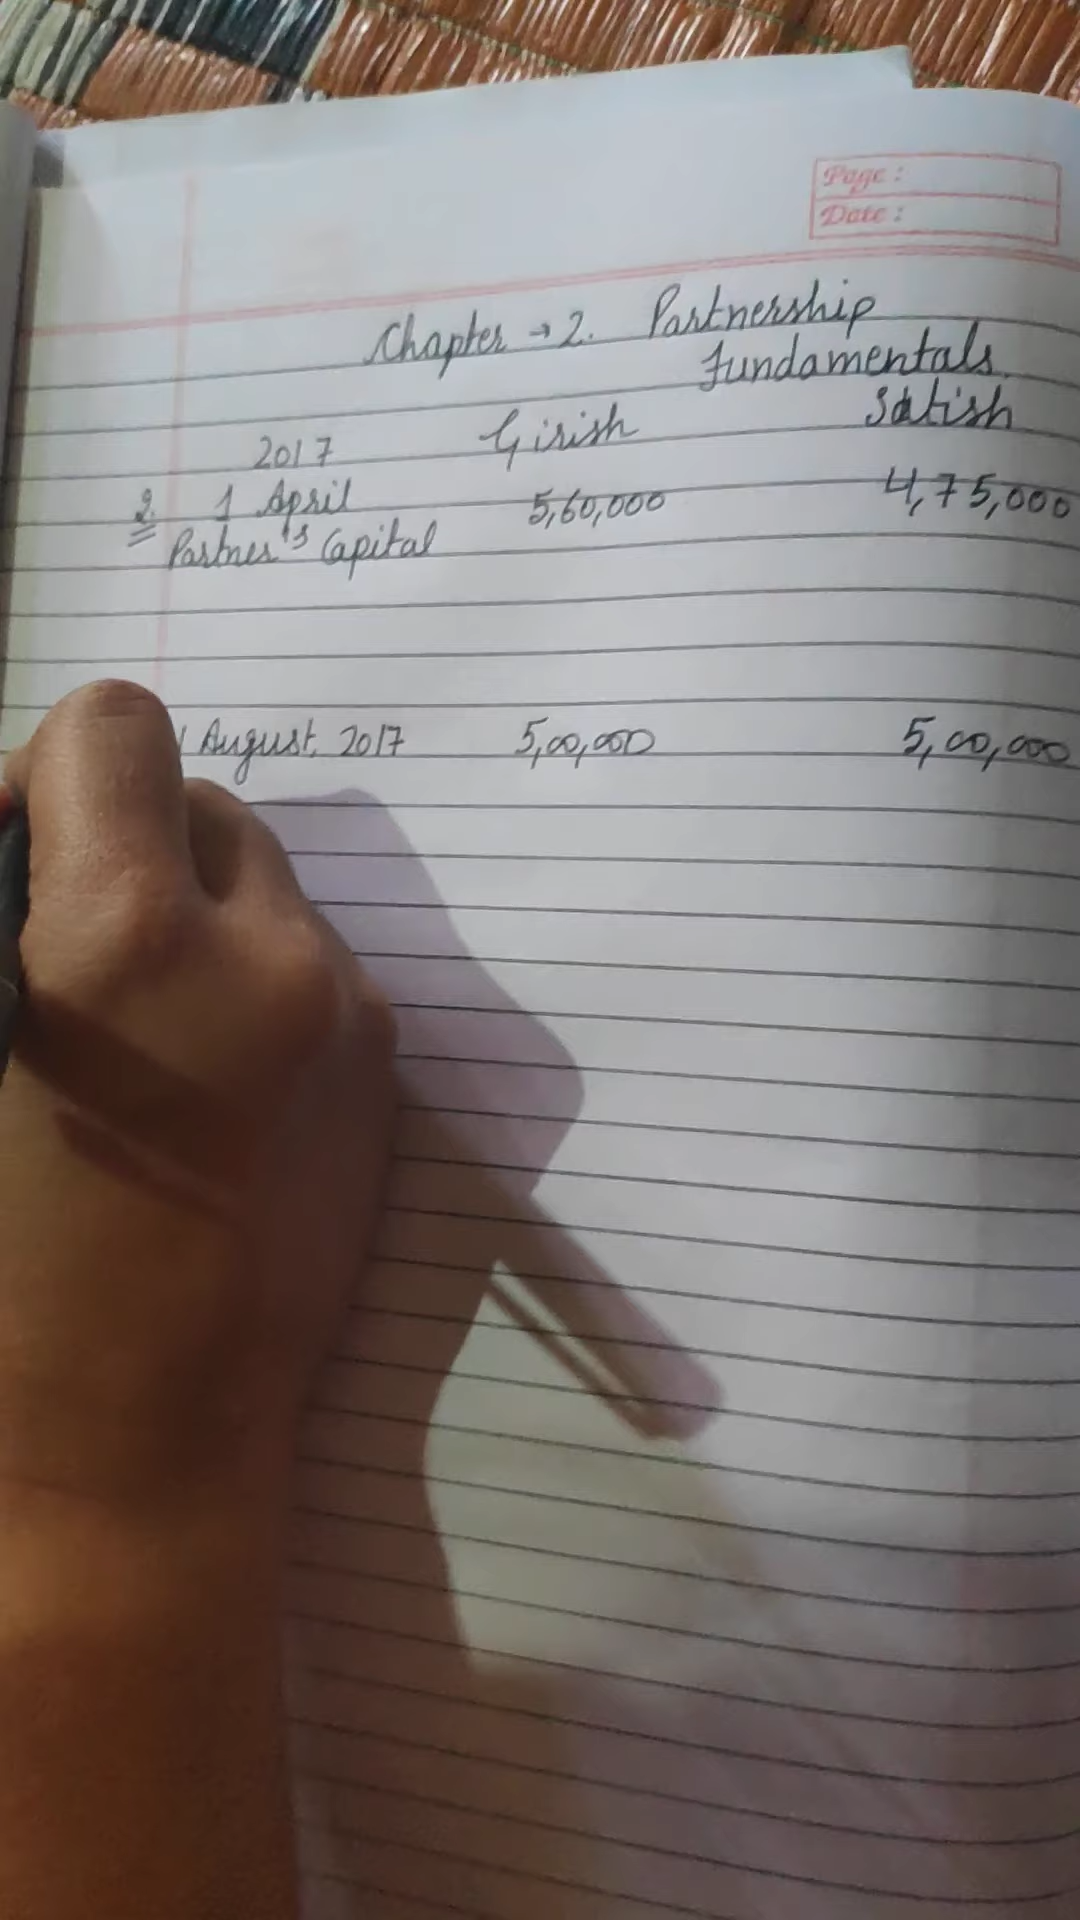 Page :
Date :
Chapter → 2. Partnership
Fundamentals.
2017 Girish Satish
2. 1 April 5,60,000 4,75,000
Partner's Capital
1 August, 2017 5,00,000 5,00,000